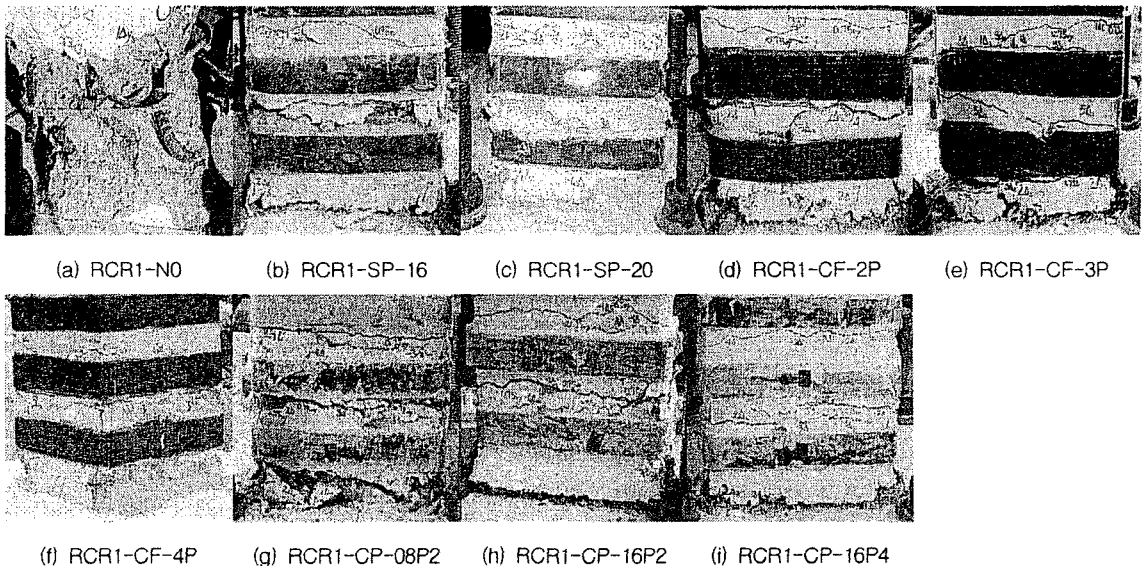 (a) RCR1-N0
(b) RCR1-SP-16
(c) RCR1-SP-20
(d) RCR1-CF-2P
(e) RCR1-CF-3P
(f) RCR1-CF-4P
(g) RCR1-CP-08P2
(h) RCR1-CP-16P2
(i) RCR1-CP-16P4